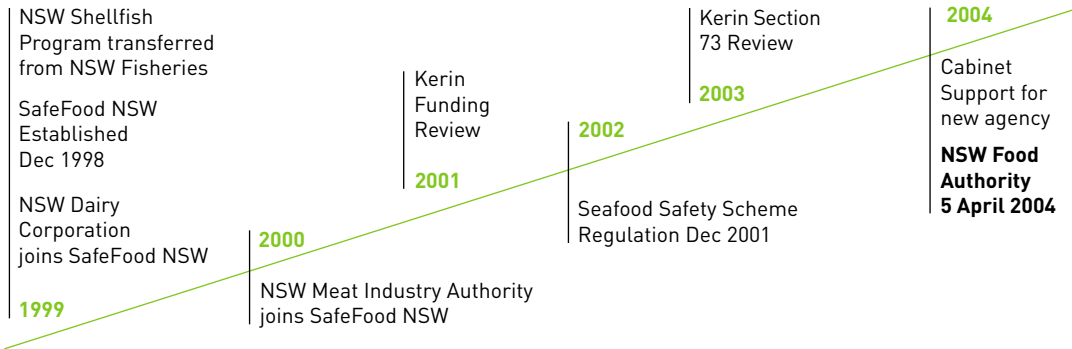 NSW Shellfish
Program transferred
from NSW Fisheries
SafeFood NSW
Established
Dec 1998
NSW Dairy
Corporation
joins SafeFood NSW
1999
2000
NSW Meat Industry Authority
joins SafeFood NSW
Kerin
Funding
Review
2001
2002
Seafood Safety Scheme
Regulation Dec 2001
Kerin Section
73 Review
2003
2004
Cabinet
Support for
new agency
NSW Food
Authority
5 April 2004